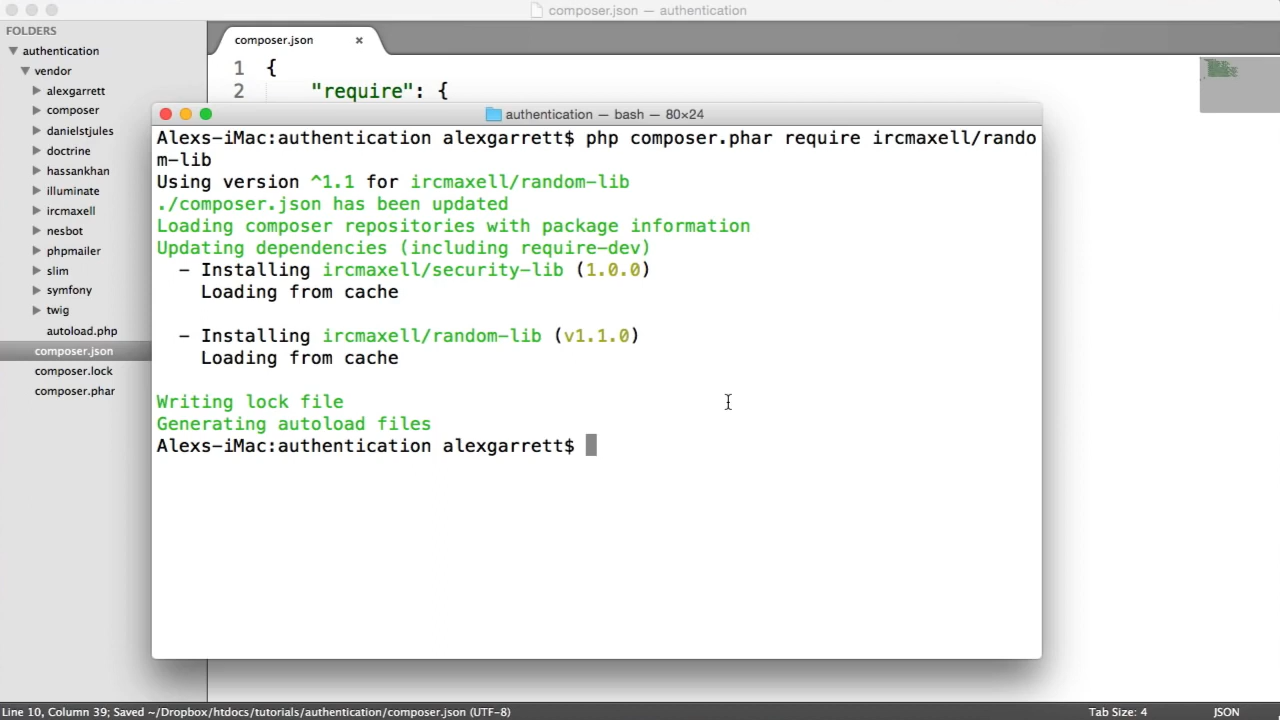 composer.json — authentication
FOLDERS
authentication
vendor
alexgarrett
composer
danielstjules
doctrine
hassankhan
illuminate
ircmaxell
nesbot
phpmailer
slim
symfony
twig
autoload.php
composer.json
composer.lock
composer.phar
composer.json ×
1 {
2 "require": {
authentication — bash — 80×24
Alexs-iMac:authentication alexgarrett$ php composer.phar require ircmaxell/rando
m-lib
Using version ^1.1 for ircmaxell/random-lib
./composer.json has been updated
Loading composer repositories with package information
Updating dependencies (including require-dev)
- Installing ircmaxell/security-lib (1.0.0)
Loading from cache
- Installing ircmaxell/random-lib (v1.1.0)
Loading from cache
Writing lock file
Generating autoload files
Alexs-iMac:authentication alexgarrett$
Line 10, Column 39; Saved ~/Dropbox/htdocs/tutorials/authentication/composer.json (UTF-8)
Tab Size: 4
JSON